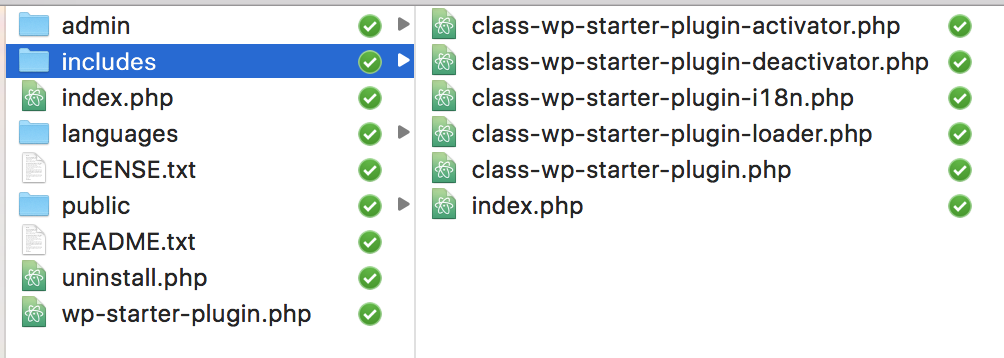 admin
includes
index.php
languages
LICENSE.txt
public
README.txt
uninstall.php
wp-starter-plugin.php
class-wp-starter-plugin-activator.php
class-wp-starter-plugin-deactivator.php
class-wp-starter-plugin-i18n.php
class-wp-starter-plugin-loader.php
class-wp-starter-plugin.php
index.php